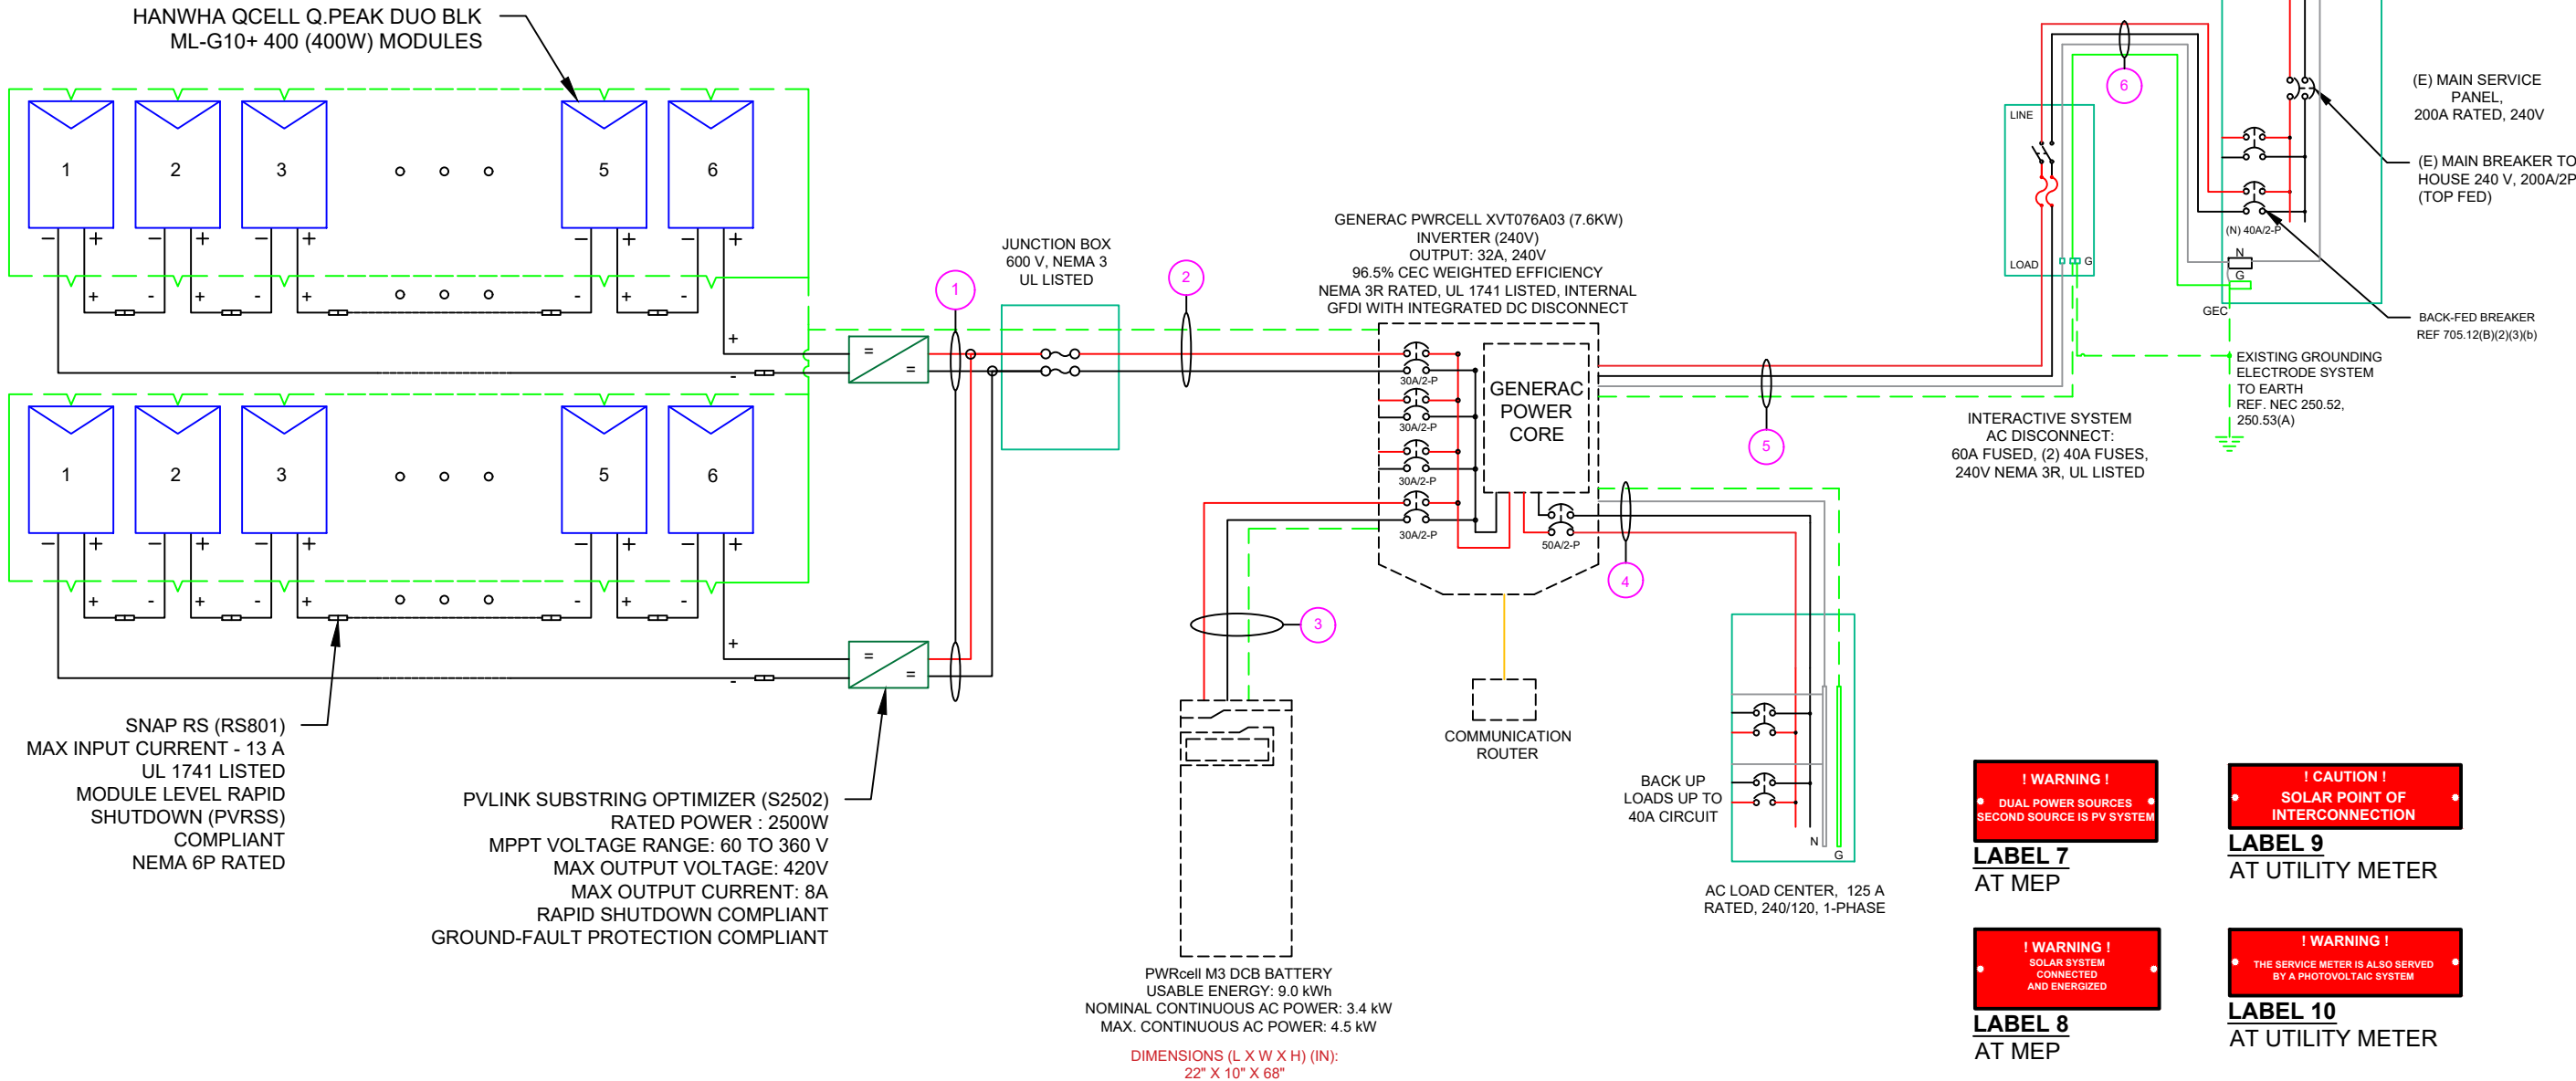 HANWHA QCELL Q.PEAK DUO BLK
ML-G10+ 400 (400W) MODULES
1
2
3
5
6
− + − + − + − + − +
+ - + - + - + -
+
-
1
2
3
5
6
− + − + − + − + − +
+ - + - + - + -
+
-
=
=
=
=
SNAP RS (RS801)
MAX INPUT CURRENT - 13 A
UL 1741 LISTED
MODULE LEVEL RAPID
SHUTDOWN (PVRSS)
COMPLIANT
NEMA 6P RATED
PVLINK SUBSTRING OPTIMIZER (S2502)
RATED POWER : 2500W
MPPT VOLTAGE RANGE: 60 TO 360 V
MAX OUTPUT VOLTAGE: 420V
MAX OUTPUT CURRENT: 8A
RAPID SHUTDOWN COMPLIANT
GROUND-FAULT PROTECTION COMPLIANT
1
JUNCTION BOX
600 V, NEMA 3
UL LISTED
2
GENERAC PWRCELL XVT076A03 (7.6KW)
INVERTER (240V)
OUTPUT: 32A, 240V
96.5% CEC WEIGHTED EFFICIENCY
NEMA 3R RATED, UL 1741 LISTED, INTERNAL
GFDI WITH INTEGRATED DC DISCONNECT
30A/2-P
30A/2-P
30A/2-P
30A/2-P
GENERAC
POWER
CORE
50A/2-P
3
4
5
6
PWRcell M3 DCB BATTERY
USABLE ENERGY: 9.0 kWh
NOMINAL CONTINUOUS AC POWER: 3.4 kW
MAX. CONTINUOUS AC POWER: 4.5 kW
DIMENSIONS (L X W X H) (IN):
22" X 10" X 68"
COMMUNICATION
ROUTER
BACK UP
LOADS UP TO
40A CIRCUIT
N
G
AC LOAD CENTER, 125 A
RATED, 240/120, 1-PHASE
LINE
LOAD
G
INTERACTIVE SYSTEM
AC DISCONNECT:
60A FUSED, (2) 40A FUSES,
240V NEMA 3R, UL LISTED
(N) 40A/2-P
N
G
GEC
(E) MAIN SERVICE
PANEL,
200A RATED, 240V
(E) MAIN BREAKER TO
HOUSE 240 V, 200A/2P
(TOP FED)
BACK-FED BREAKER
REF 705.12(B)(2)(3)(b)
EXISTING GROUNDING
ELECTRODE SYSTEM
TO EARTH
REF. NEC 250.52,
250.53(A)
! WARNING !
DUAL POWER SOURCES
SECOND SOURCE IS PV SYSTEM
LABEL 7
AT MEP
! CAUTION !
SOLAR POINT OF
INTERCONNECTION
LABEL 9
AT UTILITY METER
! WARNING !
SOLAR SYSTEM
CONNECTED
AND ENERGIZED
LABEL 8
AT MEP
! WARNING !
THE SERVICE METER IS ALSO SERVED
BY A PHOTOVOLTAIC SYSTEM
LABEL 10
AT UTILITY METER